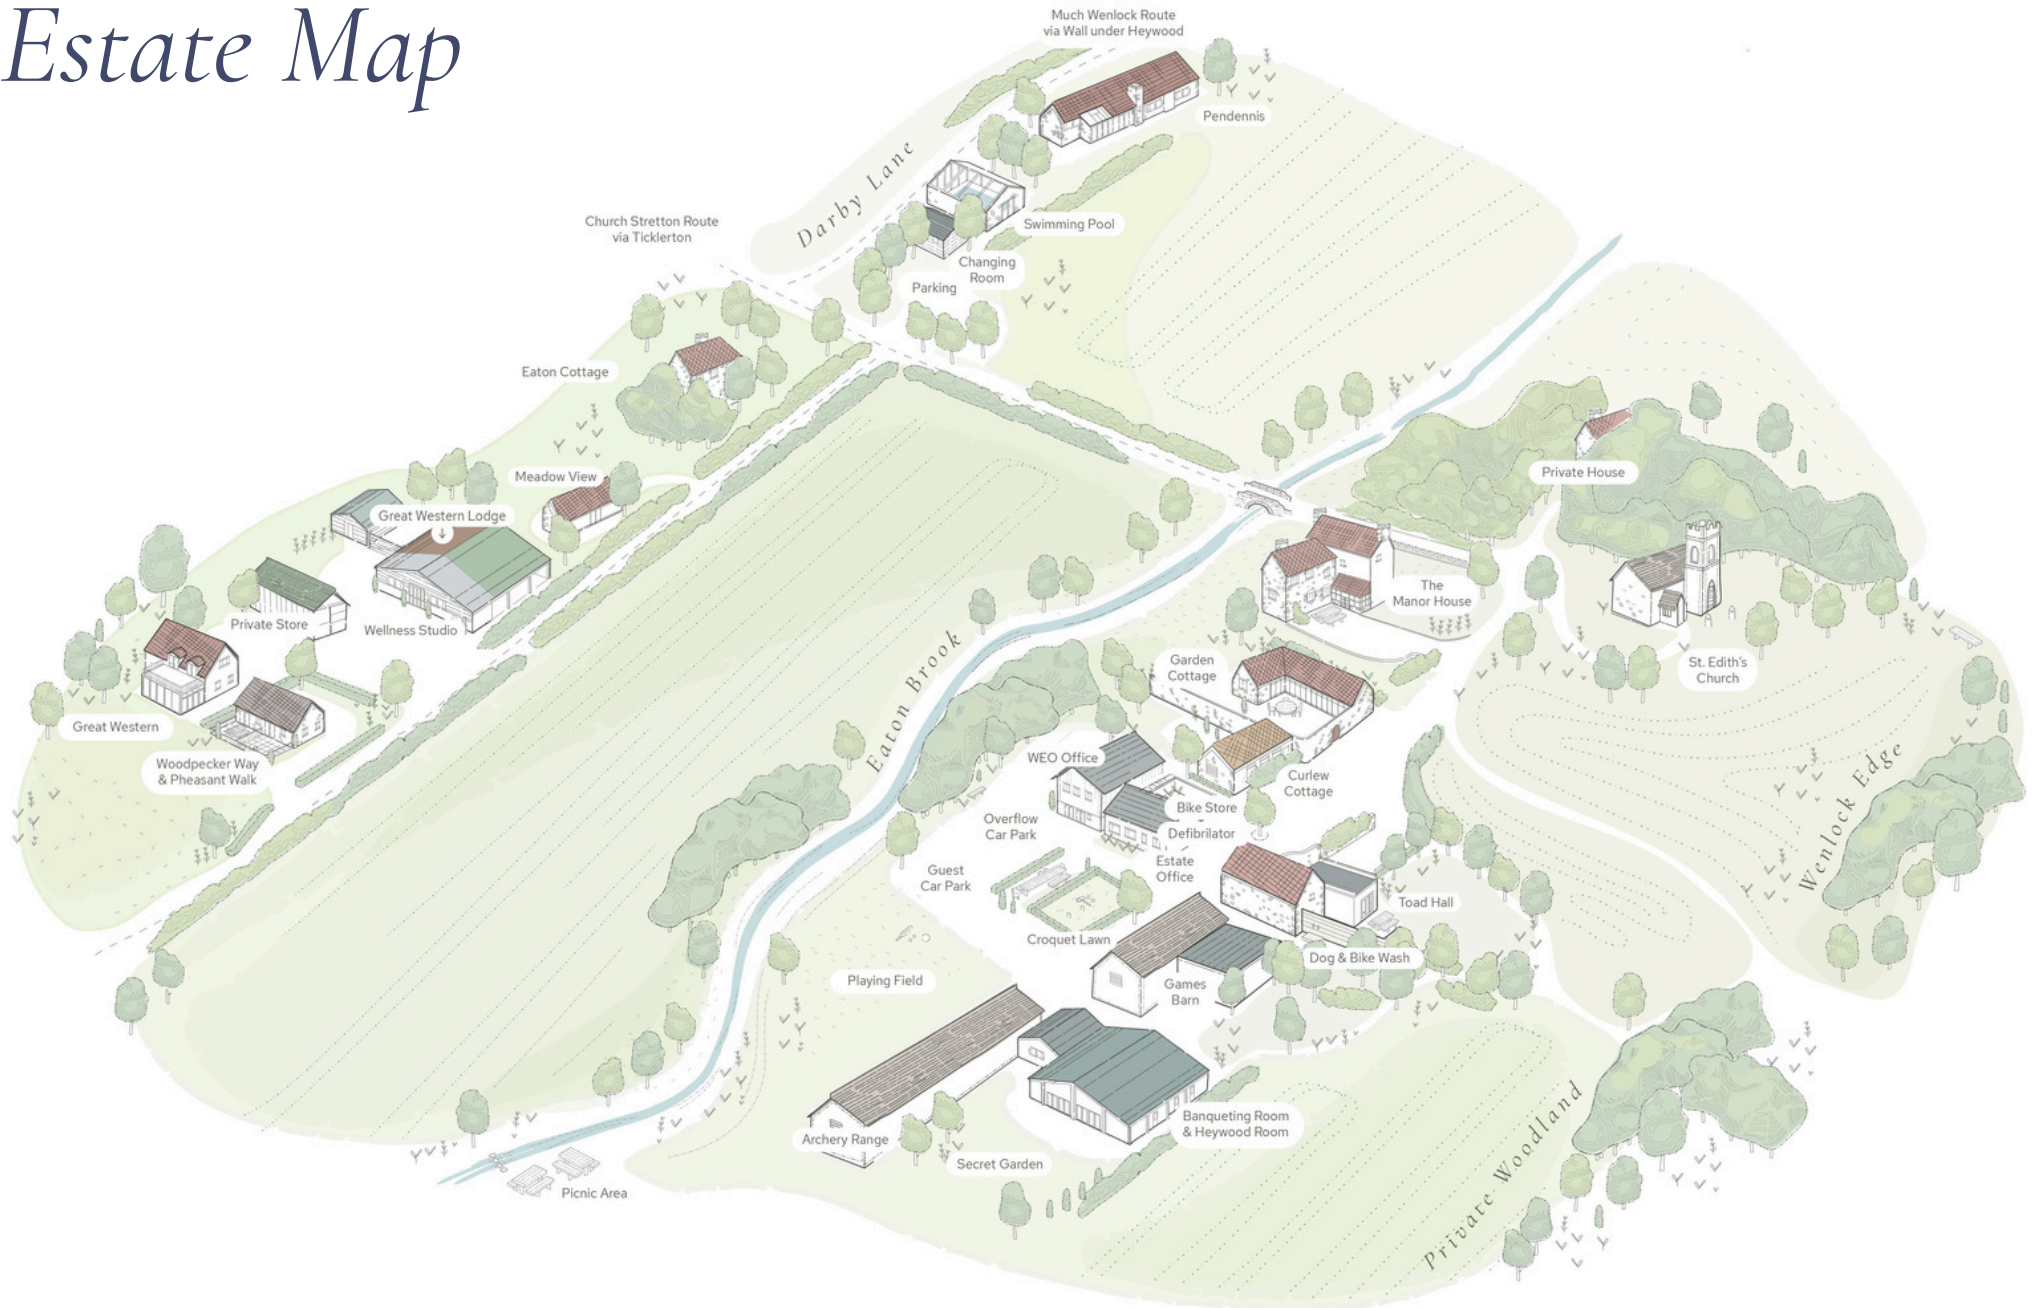 Estate Map
Much Wenlock Route
via Wall under Heywood
Pendennis
Darby Lane
Swimming Pool
Church Stretton Route
via Ticklerton
Changing
Room
Parking
Eaton Cottage
Meadow View
Great Western Lodge
Private House
Private Store
Wellness Studio
The
Manor House
Great Western
Woodpecker Way
& Pheasant Walk
Eaton Brook
Garden
Cottage
St. Edith's
Church
WEO Office
Curlew
Cottage
Bike Store
Defibrilator
Overflow
Car Park
Estate
Office
Guest
Car Park
Wenlock Edge
Toad Hall
Croquet Lawn
Dog & Bike Wash
Playing Field
Games
Barn
Banqueting Room
& Heywood Room
Archery Range
Secret Garden
Picnic Area
Private Woodland